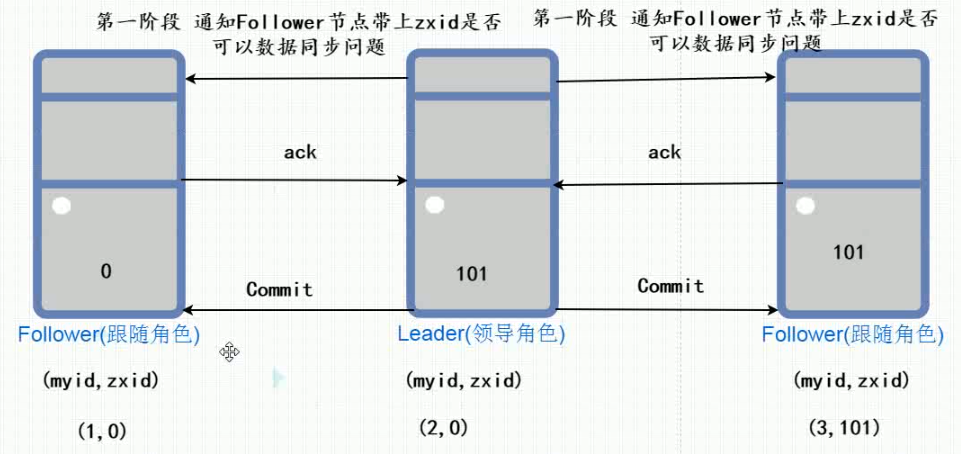 第一阶段 通知Follower节点带上zxid是否
可以数据同步问题
第一阶段 通知Follower节点带上zxid是否
可以数据同步问题
ack
ack
0
101
101
Commit
Commit
Follower(跟随角色)
Leader(领导角色)
Follower(跟随角色)
(myid,zxid)
(myid,zxid)
(myid,zxid)
(1,0)
(2,0)
(3,101)